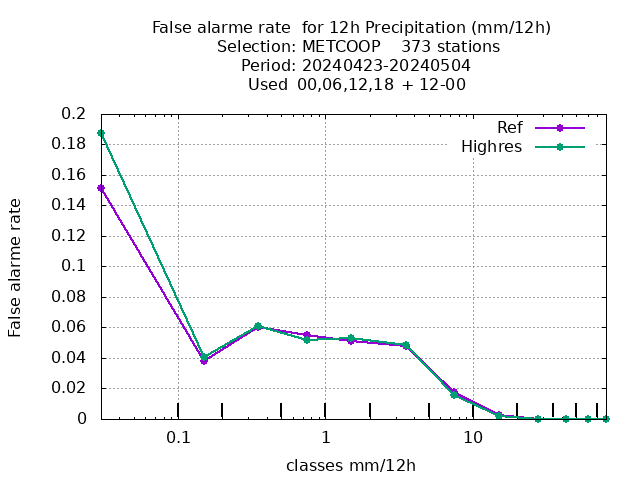 False alarme rate  for 12h Precipitation (mm/12h)
Selection: METCOOP    373 stations
Period: 20240423-20240504
Used  00,06,12,18 + 12-00
Ref
Highres
0.2
0.18
0.16
0.14
0.12
0.1
0.08
0.06
0.04
0.02
0
False alarme rate
0.1 1 10
classes mm/12h